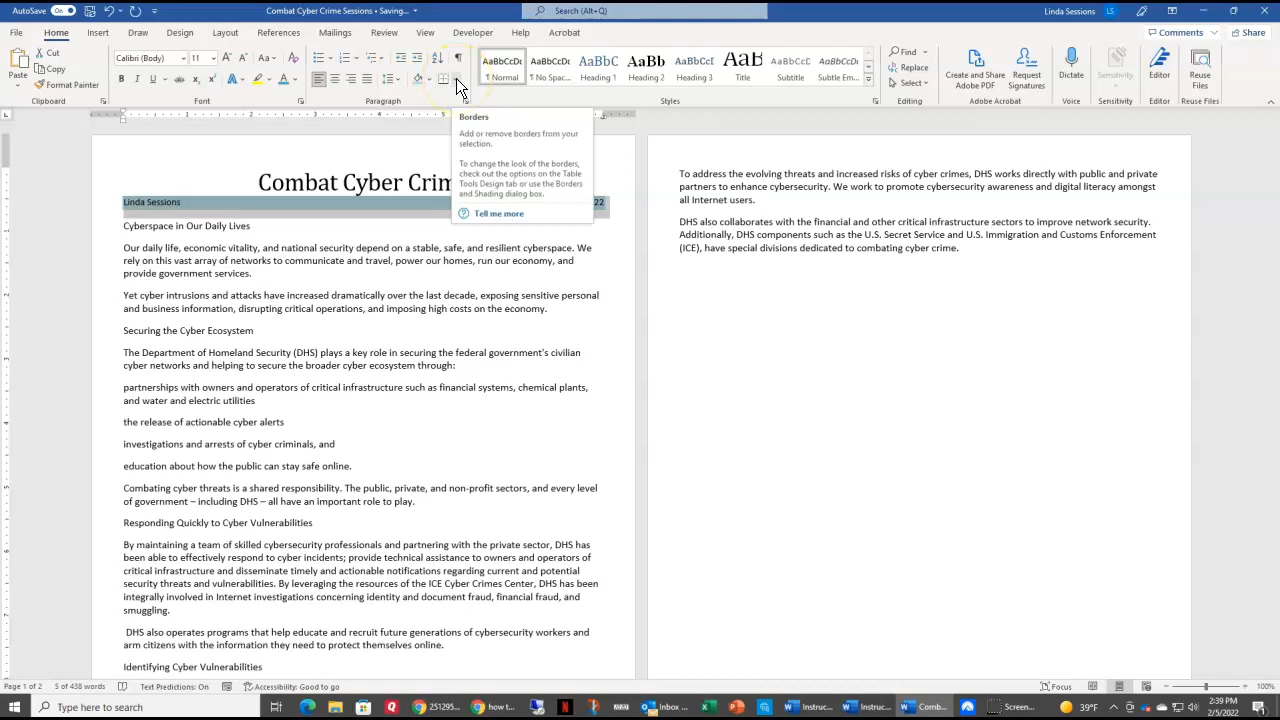 AutoSave On
Combat Cyber Crime Sessions • Saving...
Search (Alt+Q)
Linda Sessions LS
File Home Insert Draw Design Layout References Mailings Review View Developer Help Acrobat
Comments Share
Paste
Cut
Copy
Format Painter
Clipboard
Calibri (Body) 11
Font
Paragraph
AaBbCcDc AaBbCcDc AaBbCc AaBbCc AaBbCcI AaB AaBbCcC AaBbCcDc
¶ Normal ¶ No Spac... Heading 1 Heading 2 Heading 3 Title Subtitle Subtle Em...
Styles
Find
Replace
Select
Editing
Create and Share
Adobe PDF
Request
Signatures
Adobe Acrobat
Dictate
Voice
Sensitivity
Sensitivity
Editor
Editor
Reuse
Files
Reuse Files
Borders
Add or remove borders from your
selection.
To change the look of the borders,
check out the options on the Table
Tools Design tab or use the Borders
and Shading dialog box.
Tell me more
Combat Cyber Crim
Linda Sessions 22
Cyberspace in Our Daily Lives
Our daily life, economic vitality, and national security depend on a stable, safe, and resilient cyberspace. We
rely on this vast array of networks to communicate and travel, power our homes, run our economy, and
provide government services.
Yet cyber intrusions and attacks have increased dramatically over the last decade, exposing sensitive personal
and business information, disrupting critical operations, and imposing high costs on the economy.
Securing the Cyber Ecosystem
The Department of Homeland Security (DHS) plays a key role in securing the federal government's civilian
cyber networks and helping to secure the broader cyber ecosystem through:
partnerships with owners and operators of critical infrastructure such as financial systems, chemical plants,
and water and electric utilities
the release of actionable cyber alerts
investigations and arrests of cyber criminals, and
education about how the public can stay safe online.
Combating cyber threats is a shared responsibility. The public, private, and non-profit sectors, and every level
of government – including DHS – all have an important role to play.
Responding Quickly to Cyber Vulnerabilities
By maintaining a team of skilled cybersecurity professionals and partnering with the private sector, DHS has
been able to effectively respond to cyber incidents; provide technical assistance to owners and operators of
critical infrastructure and disseminate timely and actionable notifications regarding current and potential
security threats and vulnerabilities. By leveraging the resources of the ICE Cyber Crimes Center, DHS has been
integrally involved in Internet investigations concerning identity and document fraud, financial fraud, and
smuggling.
DHS also operates programs that help educate and recruit future generations of cybersecurity workers and
arm citizens with the information they need to protect themselves online.
Identifying Cyber Vulnerabilities
To address the evolving threats and increased risks of cyber crimes, DHS works directly with public and private
partners to enhance cybersecurity. We work to promote cybersecurity awareness and digital literacy amongst
all Internet users.
DHS also collaborates with the financial and other critical infrastructure sectors to improve network security.
Additionally, DHS components such as the U.S. Secret Service and U.S. Immigration and Customs Enforcement
(ICE), have special divisions dedicated to combating cyber crime.
Page 1 of 2 5 of 438 words Text Predictions: On Accessibility: Good to go
Focus 100%
Type here to search
251295... how t... Inbox ... Instruc... Instruc... Comb... Screen... 39°F
2:39 PM
2/5/2022